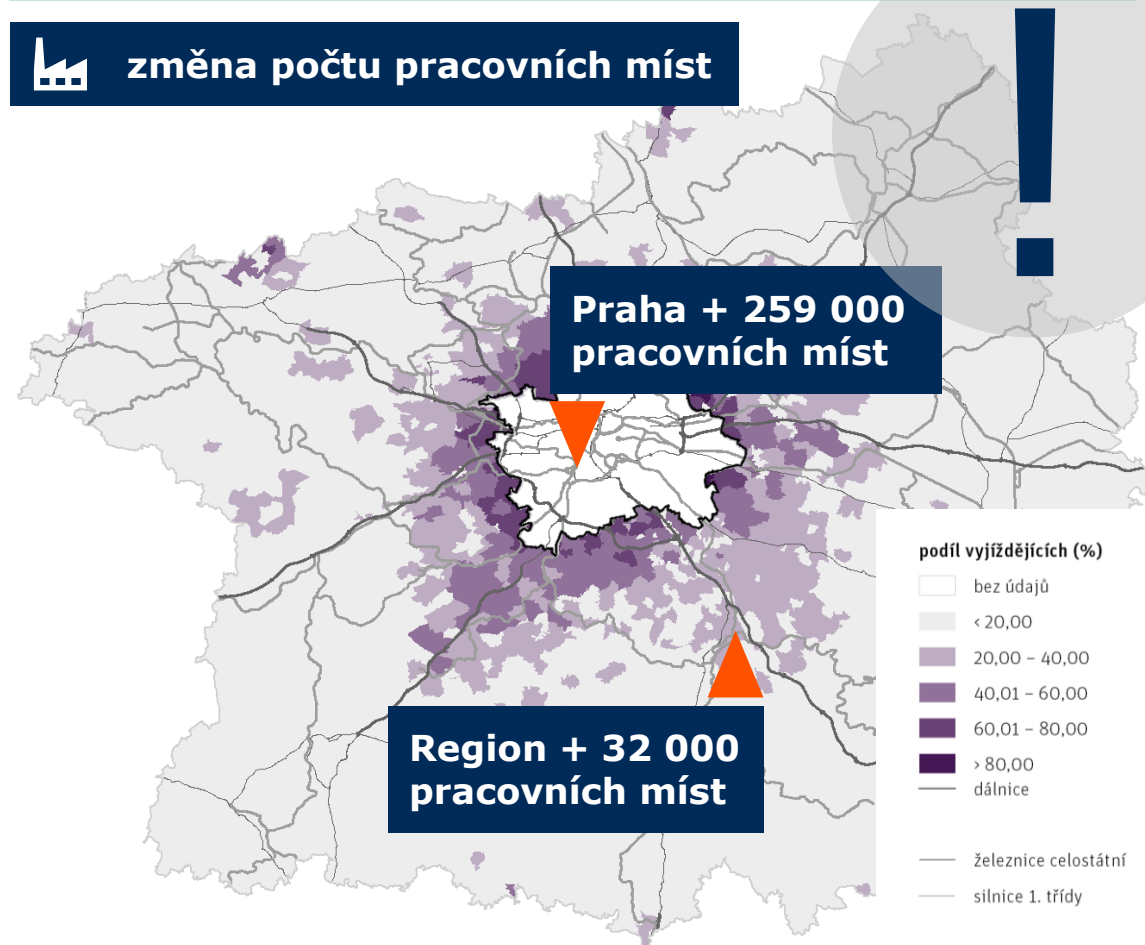 změna počtu pracovních míst
!
Praha + 259 000
pracovních míst
Region + 32 000
pracovních míst
podíl vyjíždějících (%)
bez údajů
< 20,00
20,00 – 40,00
40,01 – 60,00
60,01 – 80,00
> 80,00
dálnice
železnice celostátní
silnice 1. třídy